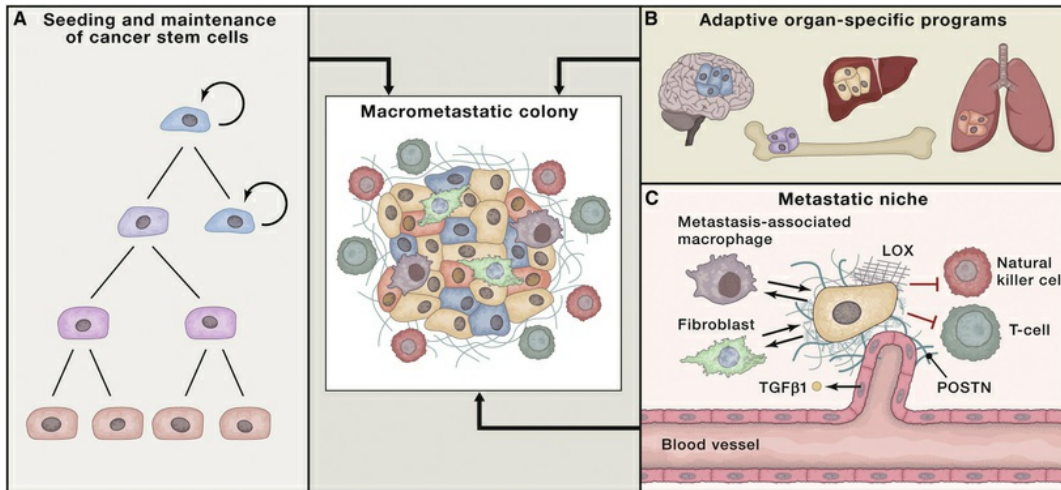 A
Seeding and maintenance
of cancer stem cells
Macrometastatic colony
B
Adaptive organ-specific programs
C
Metastatic niche
Metastasis-associated
macrophage
LOX
Natural
killer cell
Fibroblast
T-cell
TGFβ1
POSTN
Blood vessel